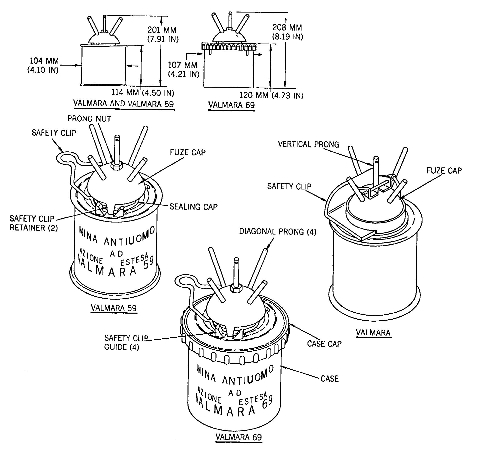 201 MM
(7.91 IN)
208 MM
(8.19 IN)
104 MM
(4.10 IN)
107 MM
(4.21 IN)
114 MM (4.50 IN)
120 MM (4.73 IN)
VALMARA AND VALMARA 59
VALMARA 69
PRONG NUT
SAFETY CLIP
FUZE CAP
SAFETY CLIP
RETAINER (2)
SEALING CAP
MINA ANTIUOMO
AD
AZIONE ESTESA
VALMARA 59
VALMARA 59
VERTICAL PRONG
SAFETY CLIP
FUZE CAP
VALMARA
DIAGONAL PRONG (4)
SAFETY CLIP
GUIDE (4)
CASE CAP
CASE
MINA ANTIUOMO
AD
AZIONE ESTESA
VALMARA 69
VALMARA 69